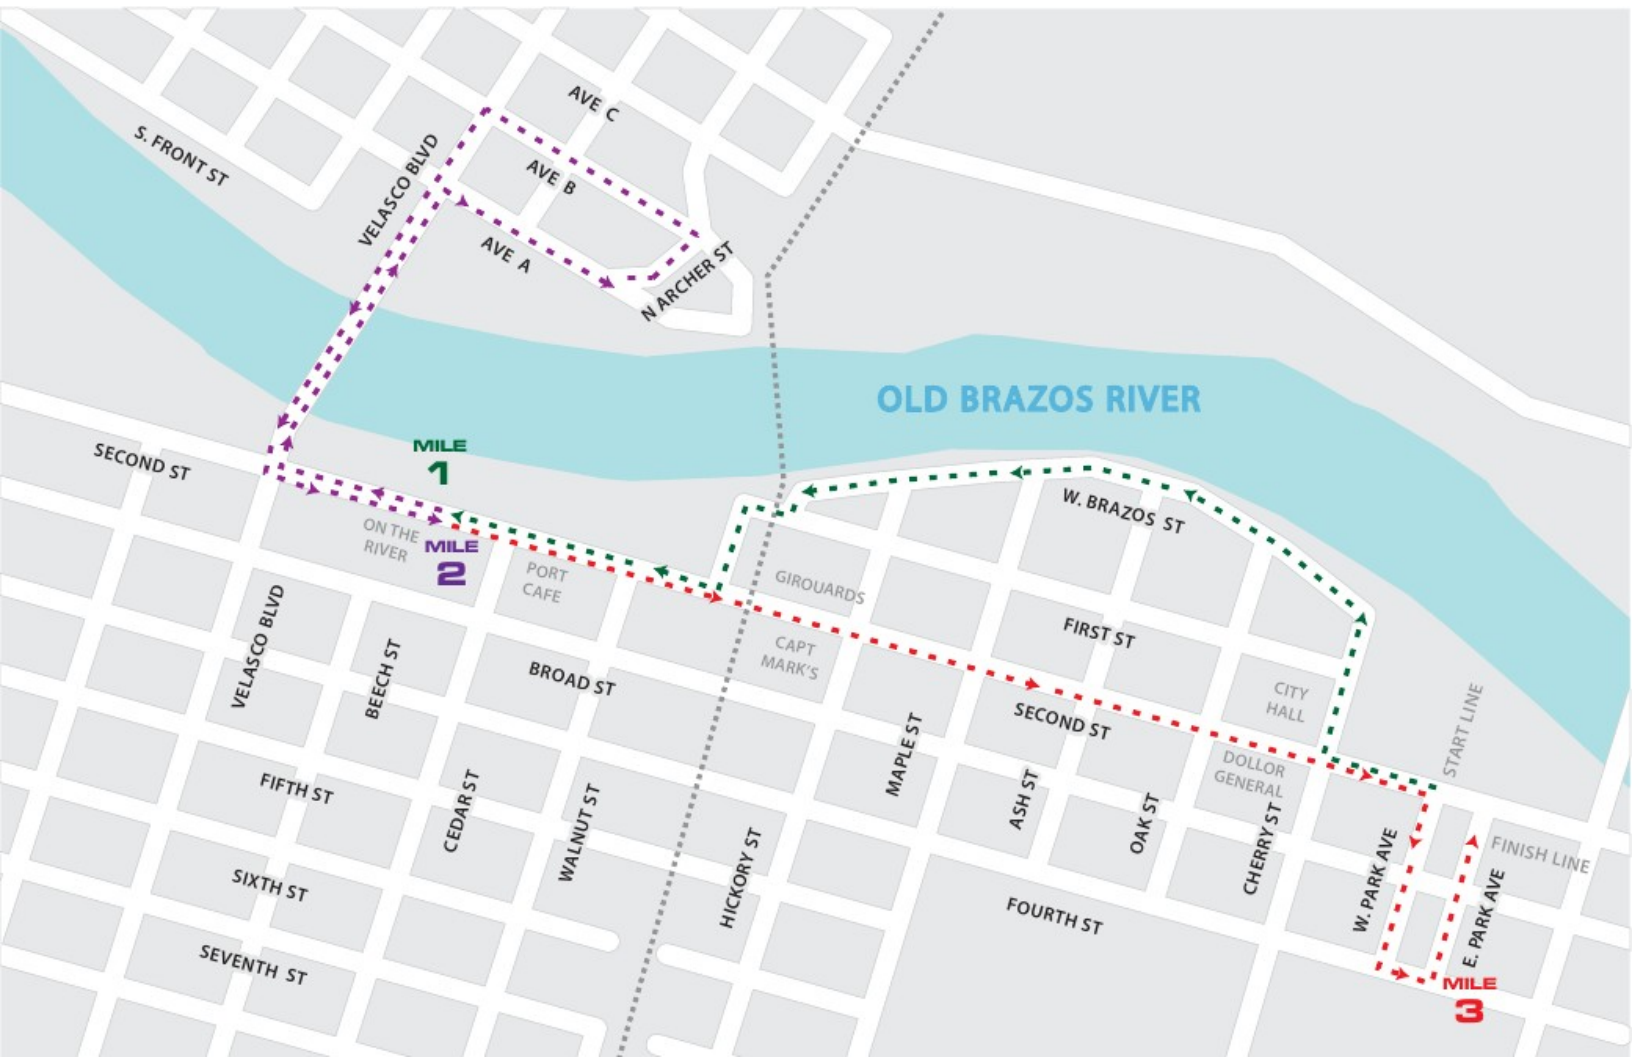 AVE C
S. FRONT ST
VELASCO BLVD
AVE B
AVE A
N ARCHER ST
OLD BRAZOS RIVER
SECOND ST
MILE
1
W. BRAZOS ST
ON THE
RIVER
MILE
2
PORT
CAFE
GIROUARDS
FIRST ST
CAPT
MARK'S
VELASCO BLVD
BEECH ST
BROAD ST
CITY
HALL
START LINE
SECOND ST
DOLLOR
GENERAL
MAPLE ST
ASH ST
OAK ST
CHERRY ST
FIFTH ST
CEDAR ST
WALNUT ST
HICKORY ST
W. PARK AVE
FINISH LINE
E. PARK AVE
SIXTH ST
FOURTH ST
SEVENTH ST
MILE
3